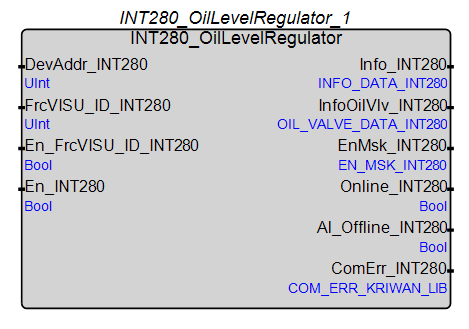 INT280_OilLevelRegulator_1
INT280_OilLevelRegulator
DevAddr_INT280
UInt
FrcVISU_ID_INT280
UInt
En_FrcVISU_ID_INT280
Bool
En_INT280
Bool
Info_INT280
INFO_DATA_INT280
InfoOilVlv_INT280
OIL_VALVE_DATA_INT280
EnMsk_INT280
EN_MSK_INT280
Online_INT280
Bool
Al_Offline_INT280
Bool
ComErr_INT280
COM_ERR_KRIWAN_LIB